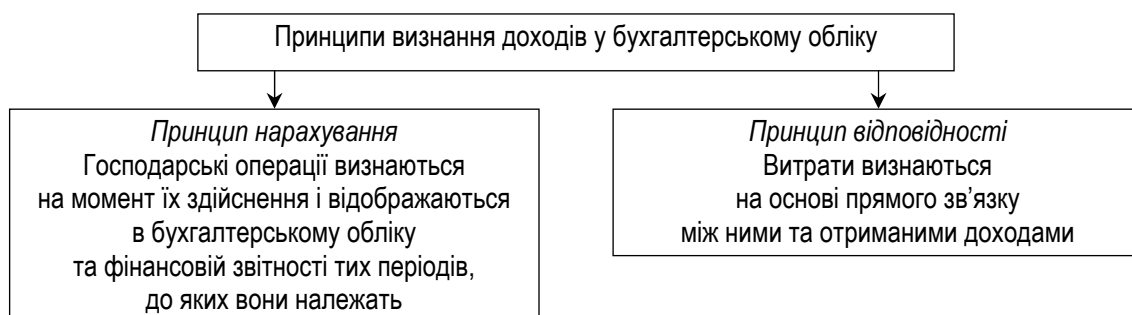 Принципи визнання доходів у бухгалтерському обліку
Принцип нарахування
Господарські операції визнаються
на момент їх здійснення і відображаються
в бухгалтерському обліку
та фінансовій звітності тих періодів,
до яких вони належать
Принцип відповідності
Витрати визнаються
на основі прямого зв’язку
між ними та отриманими доходами